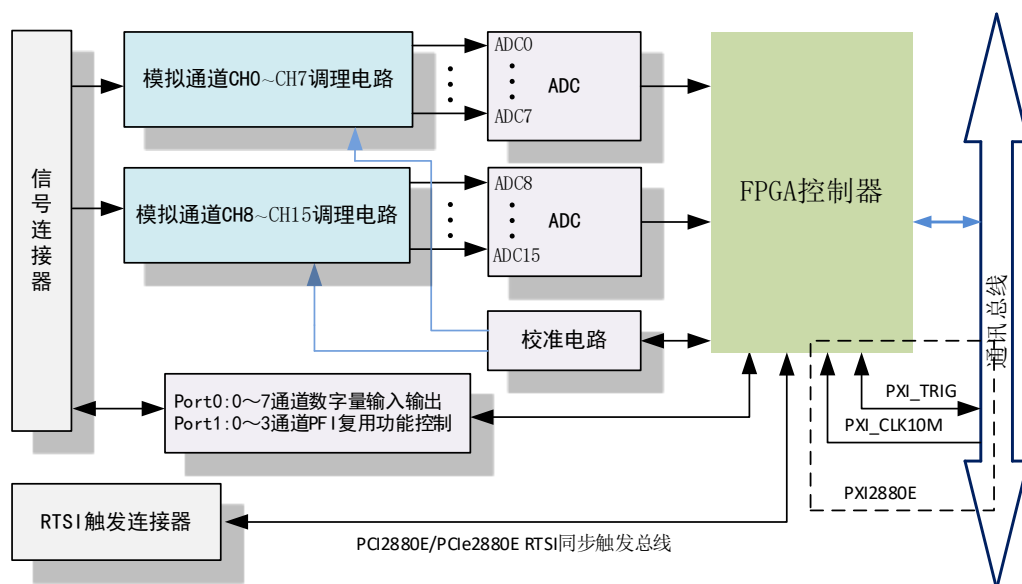 信号连接器
模拟通道CH0~CH7调理电路
ADC0
ADC7
ADC
模拟通道CH8~CH15调理电路
ADC8
ADC15
ADC
FPGA控制器
通讯总线
校准电路
Port0:0~7通道数字量输入输出
Port1:0~3通道PFI复用功能控制
PXI_TRIG
PXI_CLK10M
PXI2880E
RTSI触发连接器
PCI2880E/PCIe2880E RTSI同步触发总线